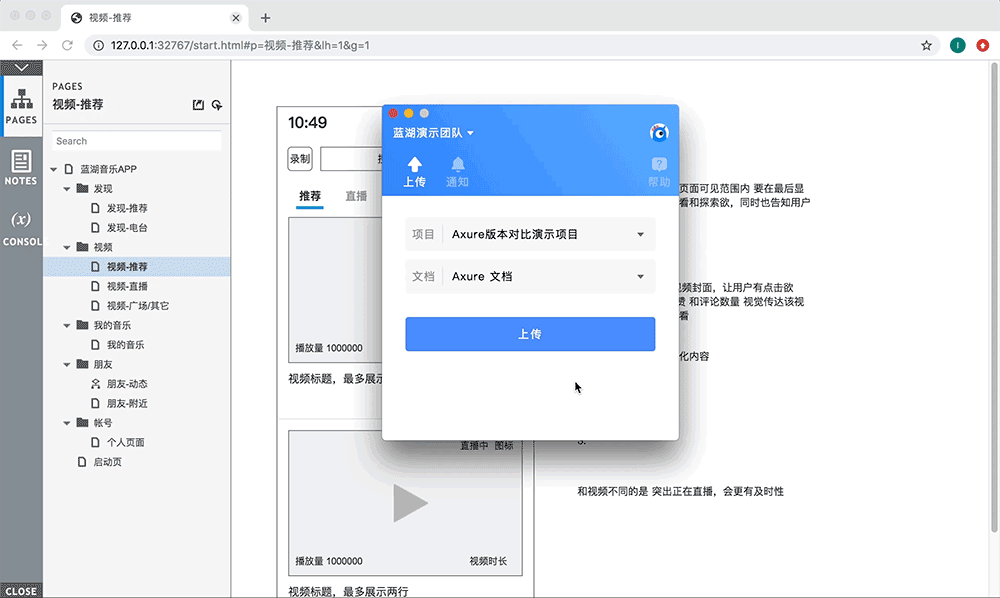 视频-推荐
127.0.0.1:32767/start.html#p=视频-推荐&lh=1&g=1
I
PAGES
NOTES
(x)
CONSOL
CLOSE
PAGES
视频-推荐
Search
蓝湖音乐APP
发现
发现-推荐
发现-电台
视频
视频-推荐
视频-直播
视频-广场/其它
我的音乐
我的音乐
朋友
朋友-动态
朋友-附近
帐号
个人页面
启动页
10:49
录制
推荐 直播
播放量 1000000
视频标题，最多展示
直播中 图标
播放量 1000000 视频时长
视频标题，最多展示两行
蓝湖演示团队
上传 通知 帮助
项目 Axure版本对比演示项目
文档 Axure 文档
上传
页面可见范围内 要在最后显
看和探索欲，同时也告知用户
视频封面，让用户有点击欲
和评论数量 视觉传达该视
看
化内容
3.
和视频不同的是 突出正在直播，会更有及时性